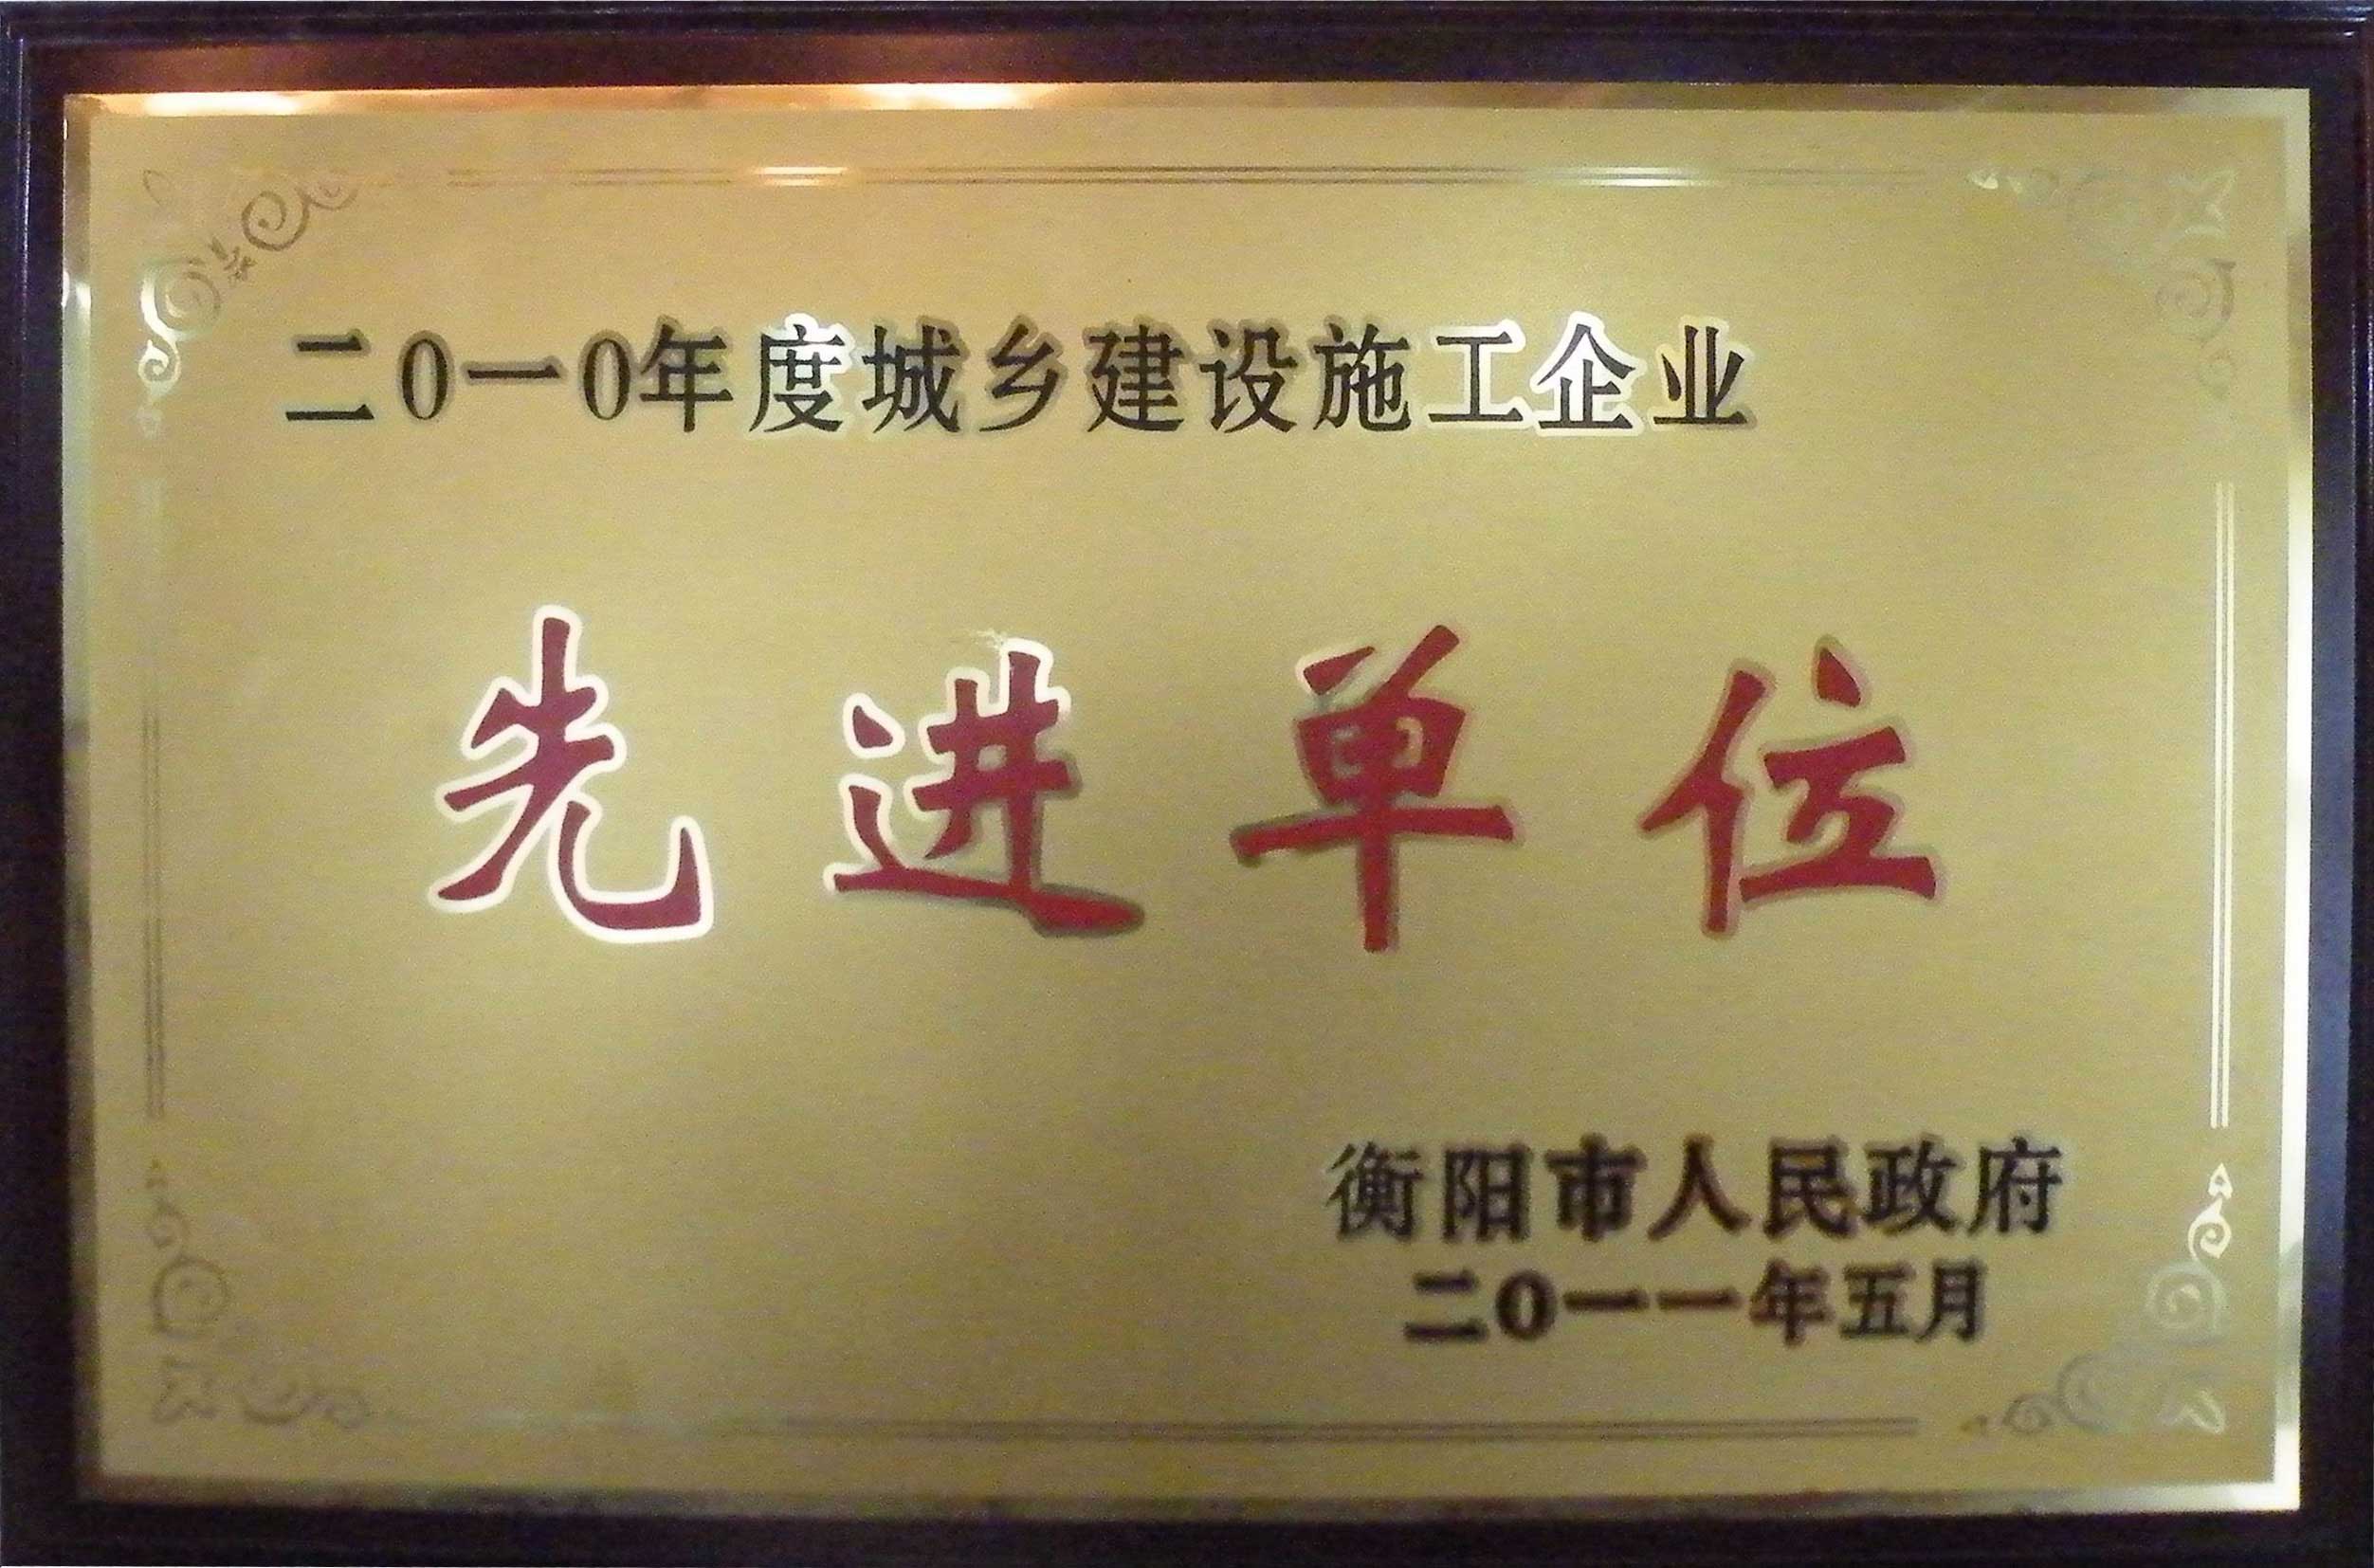 二0一0年度城乡建设施工企业
先进单位
衡阳市人民政府
二0一一年五月